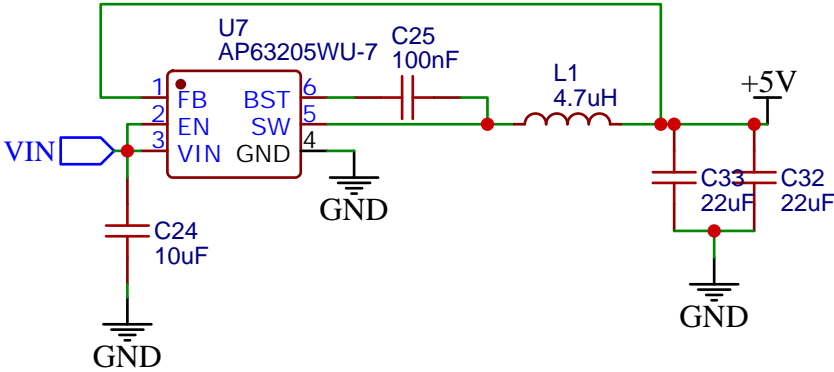 U7
AP63205WU-7
C25
100nF
L1
4.7uH
+5V
1
FB
BST
6
2
EN
SW
5
3
VIN
GND
4
VIN
GND
C24
10uF
C33
22uF
C32
22uF
GND
GND